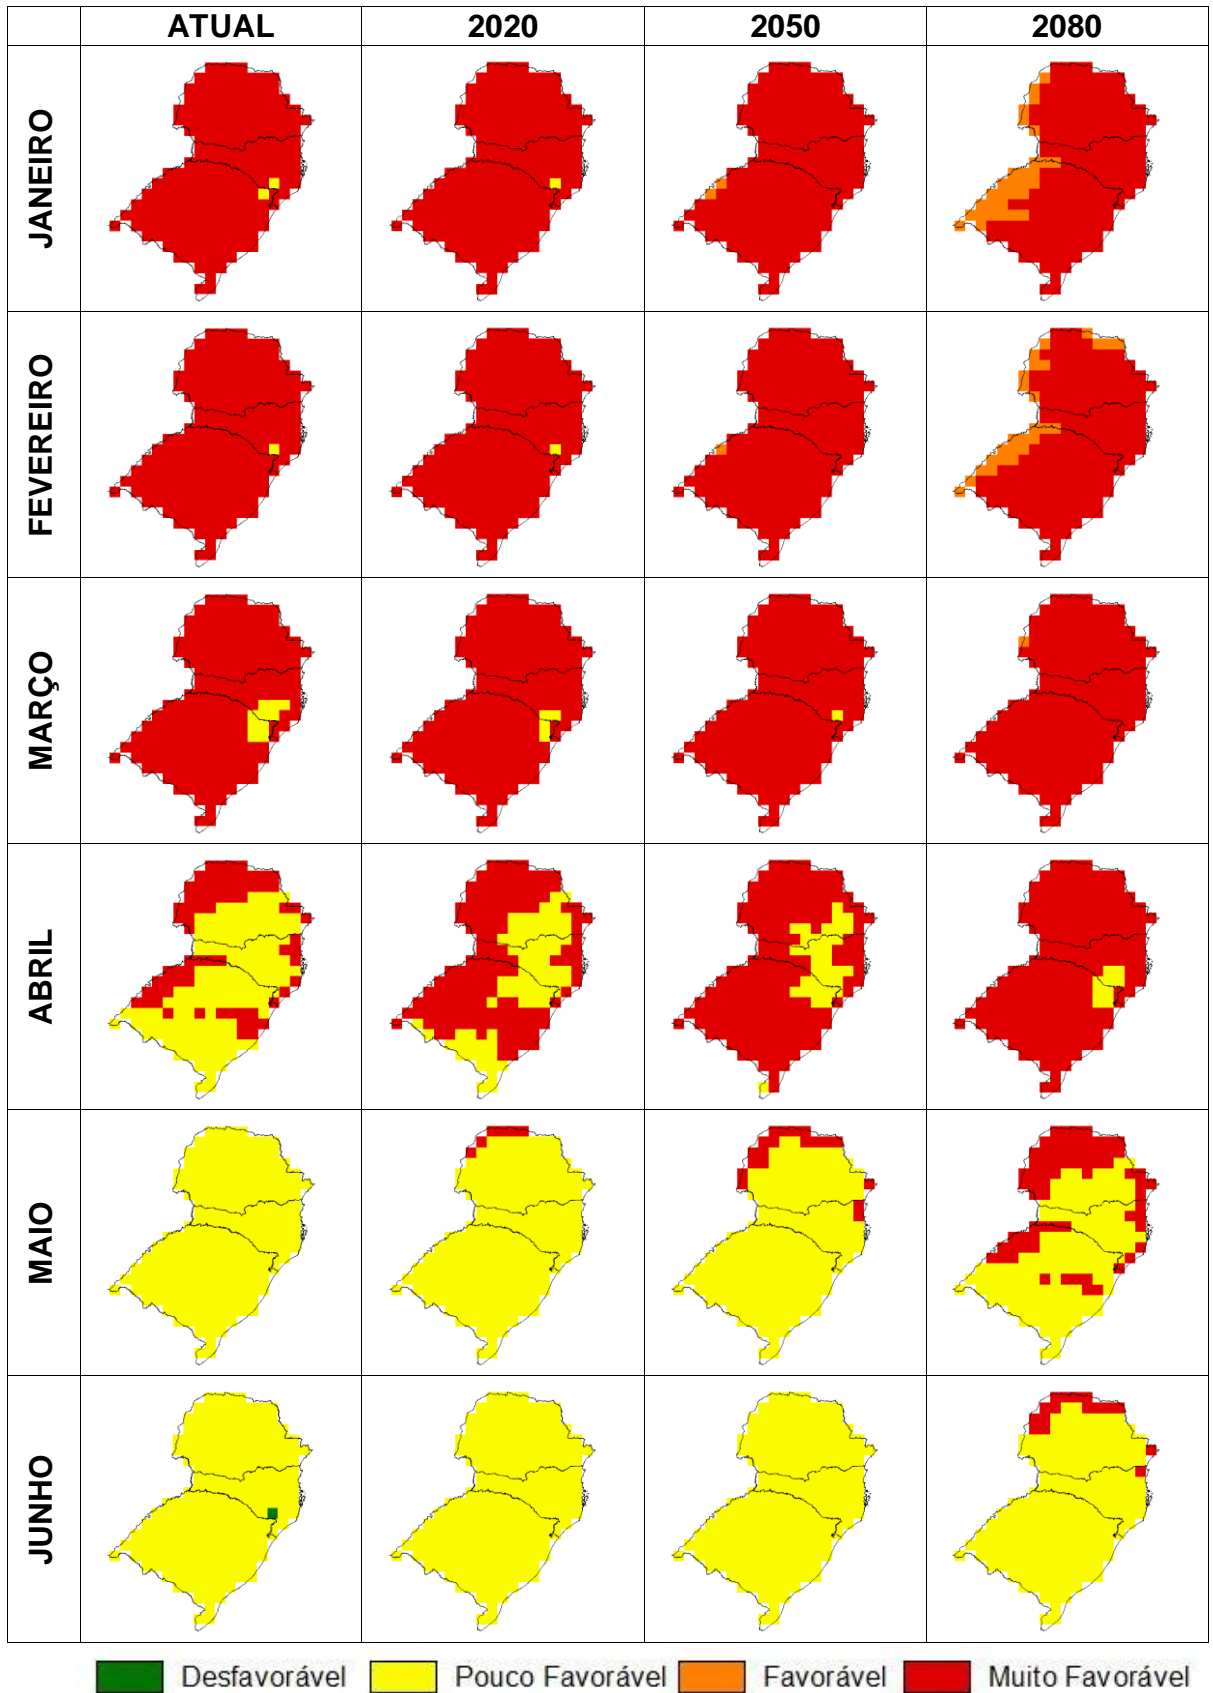 ATUAL 2020 2050 2080
JANEIRO
FEVEREIRO
MARÇO
ABRIL
MAIO
JUNHO
Desfavorável Pouco Favorável Favorável Muito Favorável